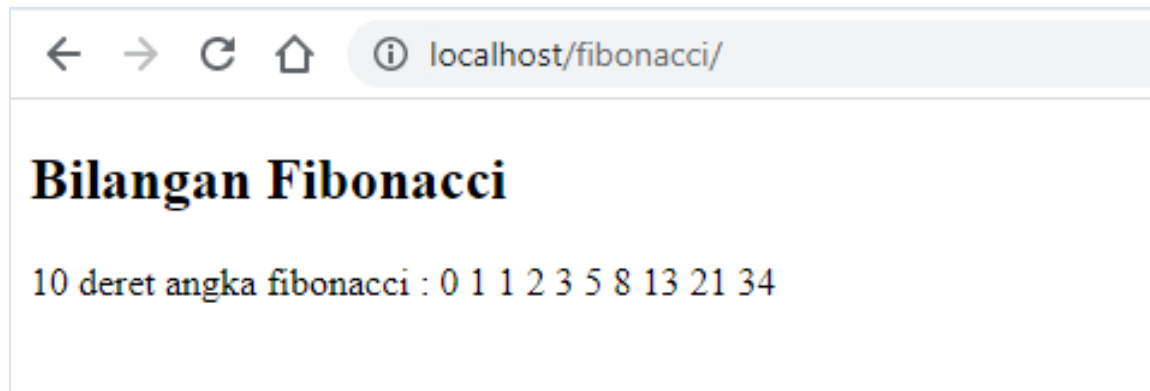 localhost/fibonacci/
Bilangan Fibonacci
10 deret angka fibonacci : 0 1 1 2 3 5 8 13 21 34